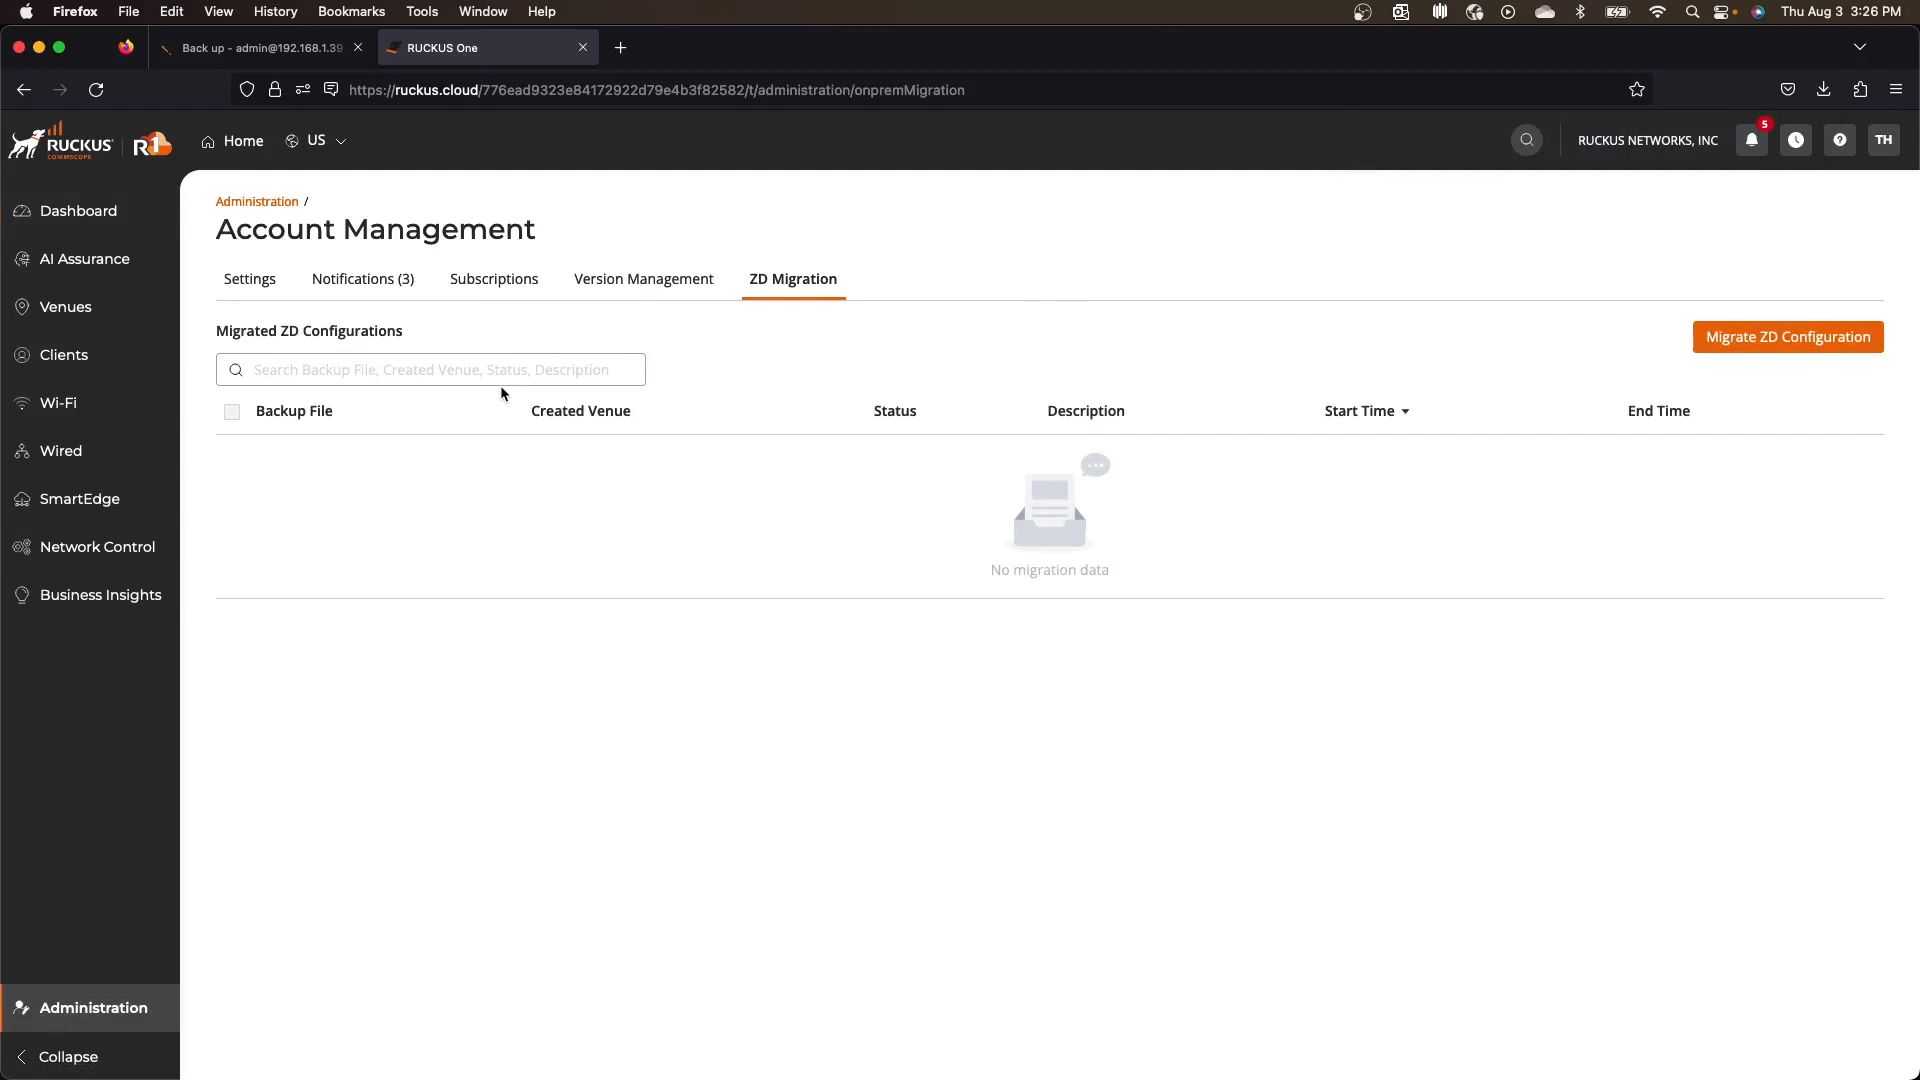 Firefox File Edit View History Bookmarks Tools Window Help Thu Aug 3 3:26 PM
Back up - admin@192.168.1.39 RUCKUS One
https://ruckus.cloud/776ead9323e84172922d79e4b3f82582/t/administration/onpremMigration
RUCKUS COMMSCOPE R1 Home US RUCKUS NETWORKS, INC 5 TH
Dashboard
AI Assurance
Venues
Clients
Wi-Fi
Wired
SmartEdge
Network Control
Business Insights
Administration
Collapse
Administration /
Account Management
Settings Notifications (3) Subscriptions Version Management ZD Migration
Migrated ZD Configurations
Migrate ZD Configuration
Search Backup File, Created Venue, Status, Description
Backup File Created Venue Status Description Start Time End Time
No migration data